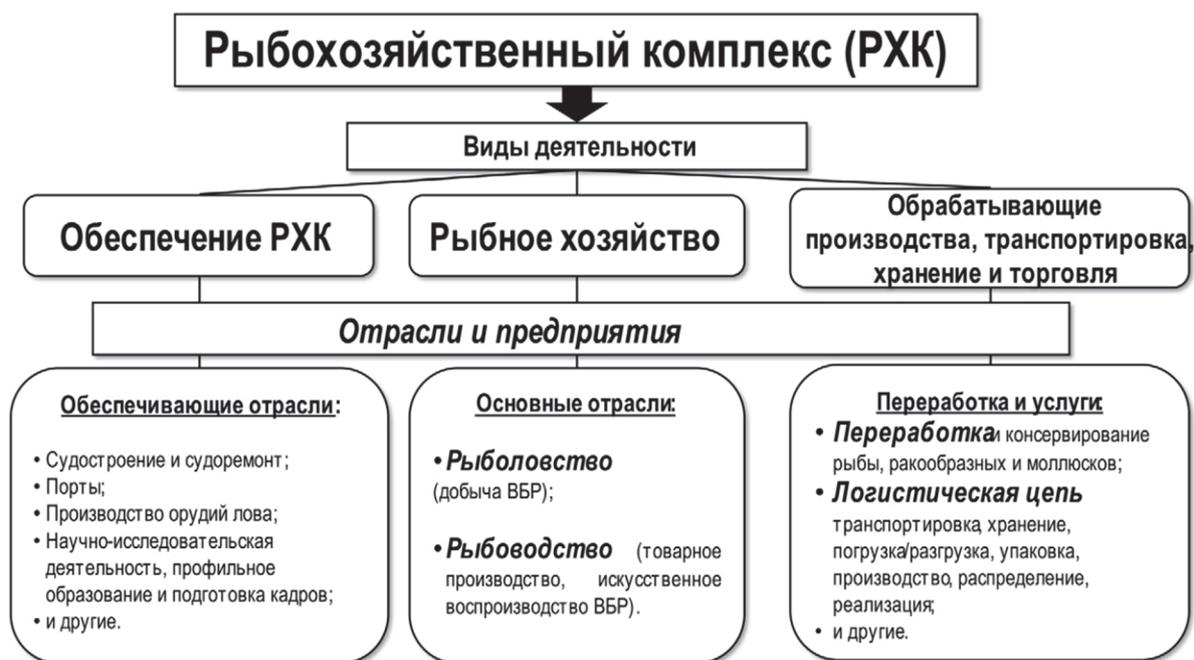 Рыбохозяйственный комплекс (РХК)
Виды деятельности
Обеспечение РХК
Рыбное хозяйство
Обрабатывающие
производства, транспортировка,
хранение и торговля
Отрасли и предприятия
Обеспечивающие отрасли:
• Судостроение и судоремонт;
• Порты;
• Производство орудий лова;
• Научно-исследовательская
деятельность, профильное
образование и подготовка кадров;
• и другие.
Основные отрасли:
• Рыболовство
(добыча ВБР);
• Рыбоводство (товарное
производство, искусственное
воспроизводство ВБР).
Переработка и услуги:
• Переработка и консервирование
рыбы, ракообразных и моллюсков;
• Логистическая цепь
транспортировка, хранение,
погрузка/разгрузка, упаковка,
производство, распределение,
реализация;
• и другие.